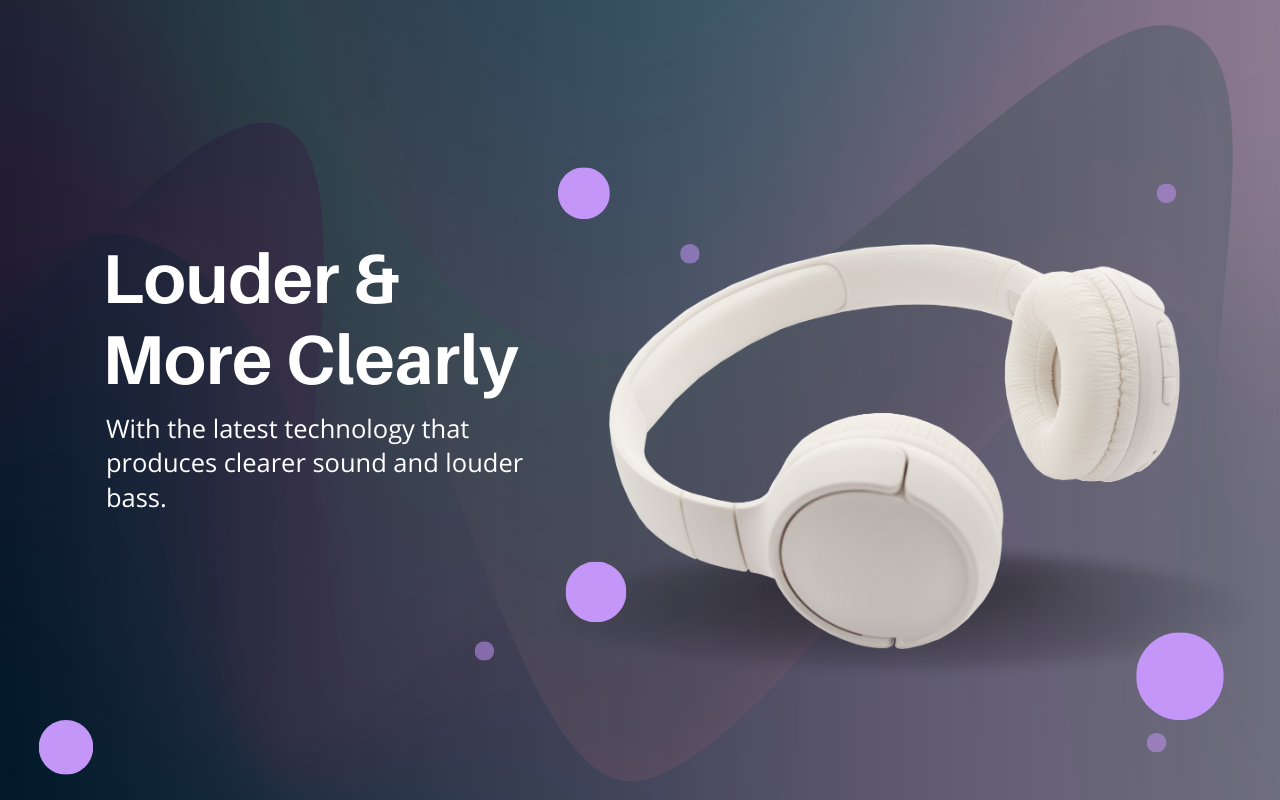 Louder &
More Clearly
With the latest technology that
produces clearer sound and louder
bass.